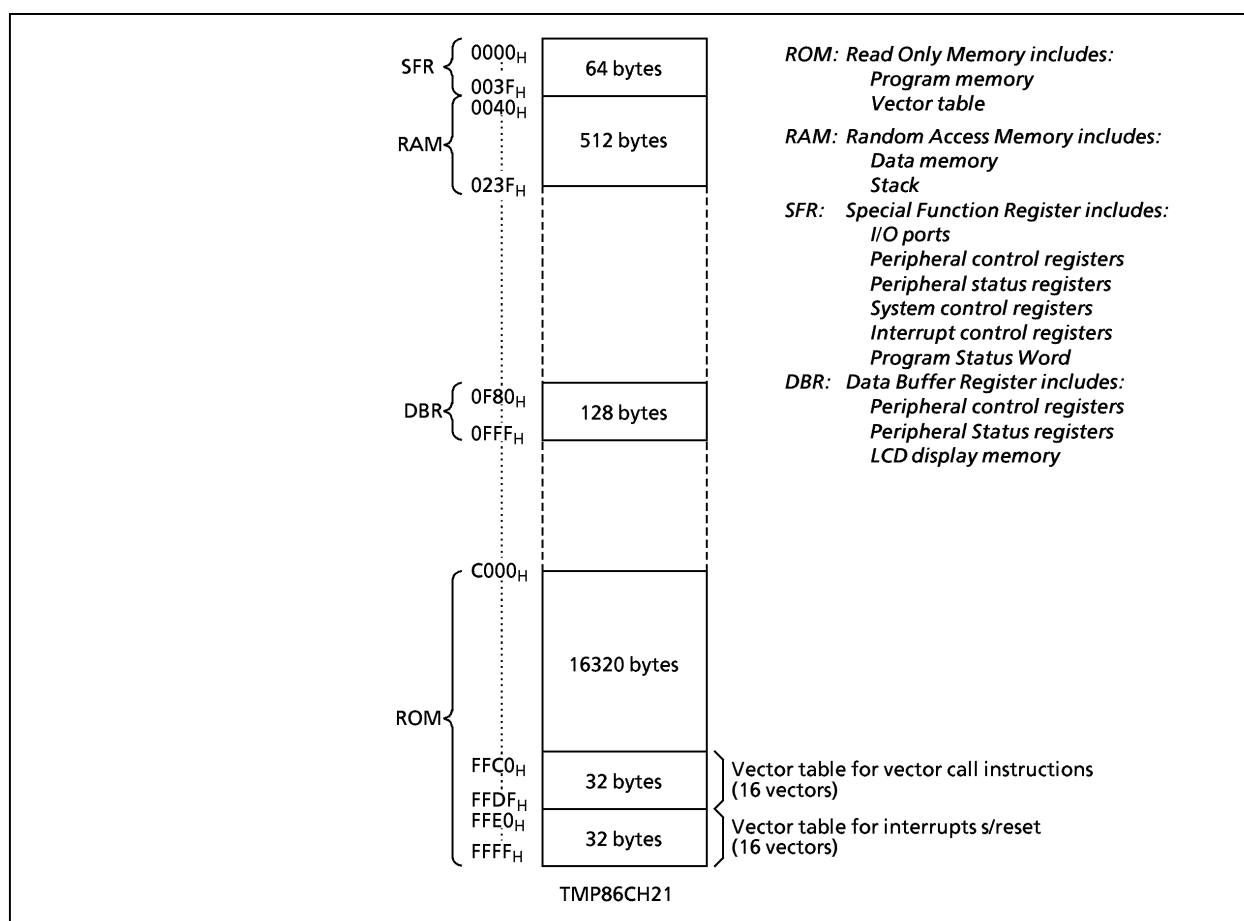 SFR
0000H
64 bytes
003FH
0040H
RAM
512 bytes
023FH
DBR
0F80H
128 bytes
0FFFH
C000H
16320 bytes
ROM
FFC0H
32 bytes
FFDFH
Vector table for vector call instructions
(16 vectors)
FFE0H
32 bytes
FFFFH
Vector table for interrupts s/reset
(16 vectors)
TMP86CH21
ROM: Read Only Memory includes:
Program memory
Vector table
RAM: Random Access Memory includes:
Data memory
Stack
SFR: Special Function Register includes:
I/O ports
Peripheral control registers
Peripheral status registers
System control registers
Interrupt control registers
Program Status Word
DBR: Data Buffer Register includes:
Peripheral control registers
Peripheral Status registers
LCD display memory